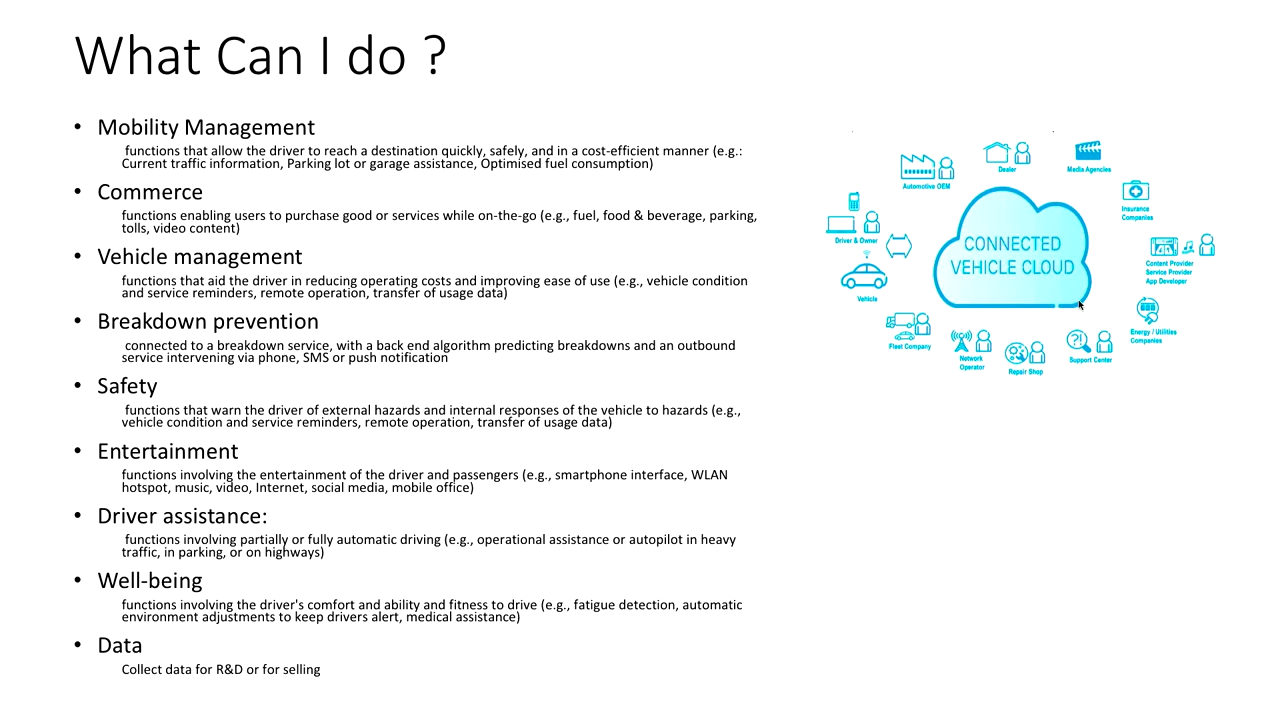 What Can I do ?
• Mobility Management
functions that allow the driver to reach a destination quickly, safely, and in a cost-efficient manner (e.g.:
Current traffic information, Parking lot or garage assistance, Optimised fuel consumption)
• Commerce
functions enabling users to purchase good or services while on-the-go (e.g., fuel, food & beverage, parking,
tolls, video content)
• Vehicle management
functions that aid the driver in reducing operating costs and improving ease of use (e.g., vehicle condition
and service reminders, remote operation, transfer of usage data)
• Breakdown prevention
connected to a breakdown service, with a back end algorithm predicting breakdowns and an outbound
service intervening via phone, SMS or push notification
• Safety
functions that warn the driver of external hazards and internal responses of the vehicle to hazards (e.g.,
vehicle condition and service reminders, remote operation, transfer of usage data)
• Entertainment
functions involving the entertainment of the driver and passengers (e.g., smartphone interface, WLAN
hotspot, music, video, Internet, social media, mobile office)
• Driver assistance:
functions involving partially or fully automatic driving (e.g., operational assistance or autopilot in heavy
traffic, in parking, or on highways)
• Well-being
functions involving the driver's comfort and ability and fitness to drive (e.g., fatigue detection, automatic
environment adjustments to keep drivers alert, medical assistance)
• Data
Collect data for R&D or for selling
Automotive OEM
Dealer
Media Agencies
Insurance
Companies
Driver & Owner
CONNECTED
VEHICLE CLOUD
Content Provider
Service Provider
App Developer
Vehicle
Energy / Utilities
Companies
Fleet Company
Network
Operator
Repair Shop
?!
Support Center